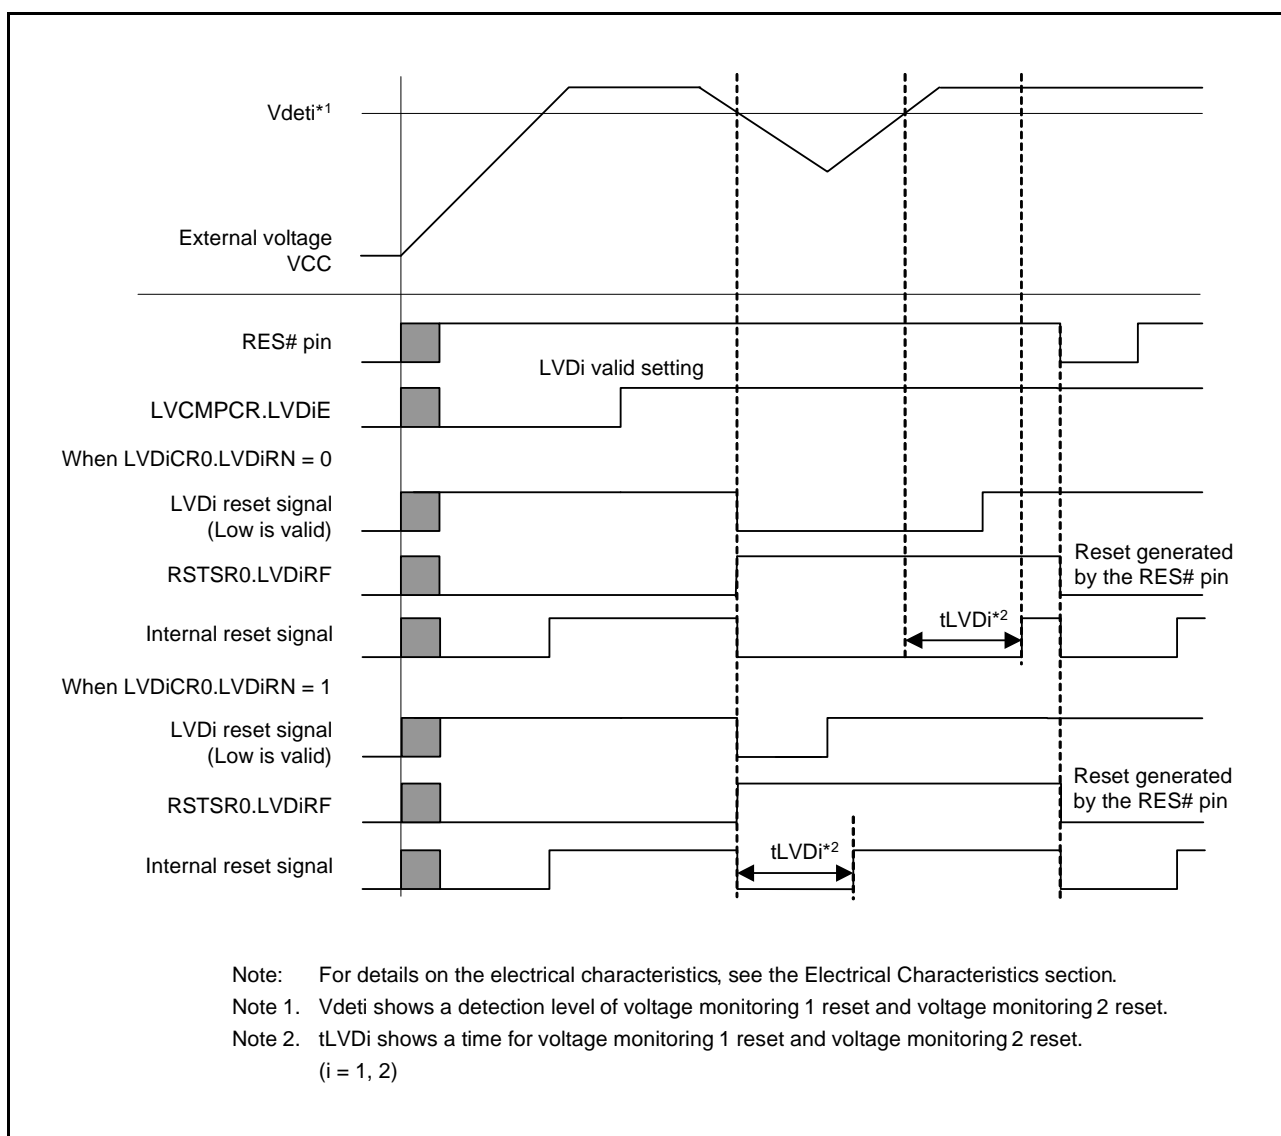 Vdeti*1
External voltage
VCC
RES# pin
LVDi valid setting
LVCMPCR.LVDiE
When LVDiCR0.LVDiRN = 0
LVDi reset signal
(Low is valid)
Reset generated
by the RES# pin
RSTSR0.LVDiRF
tLVDi*2
Internal reset signal
When LVDiCR0.LVDiRN = 1
LVDi reset signal
(Low is valid)
Reset generated
by the RES# pin
RSTSR0.LVDiRF
tLVDi*2
Internal reset signal
Note: For details on the electrical characteristics, see the Electrical Characteristics section.
Note 1. Vdeti shows a detection level of voltage monitoring 1 reset and voltage monitoring 2 reset.
Note 2. tLVDi shows a time for voltage monitoring 1 reset and voltage monitoring 2 reset.
(i = 1, 2)